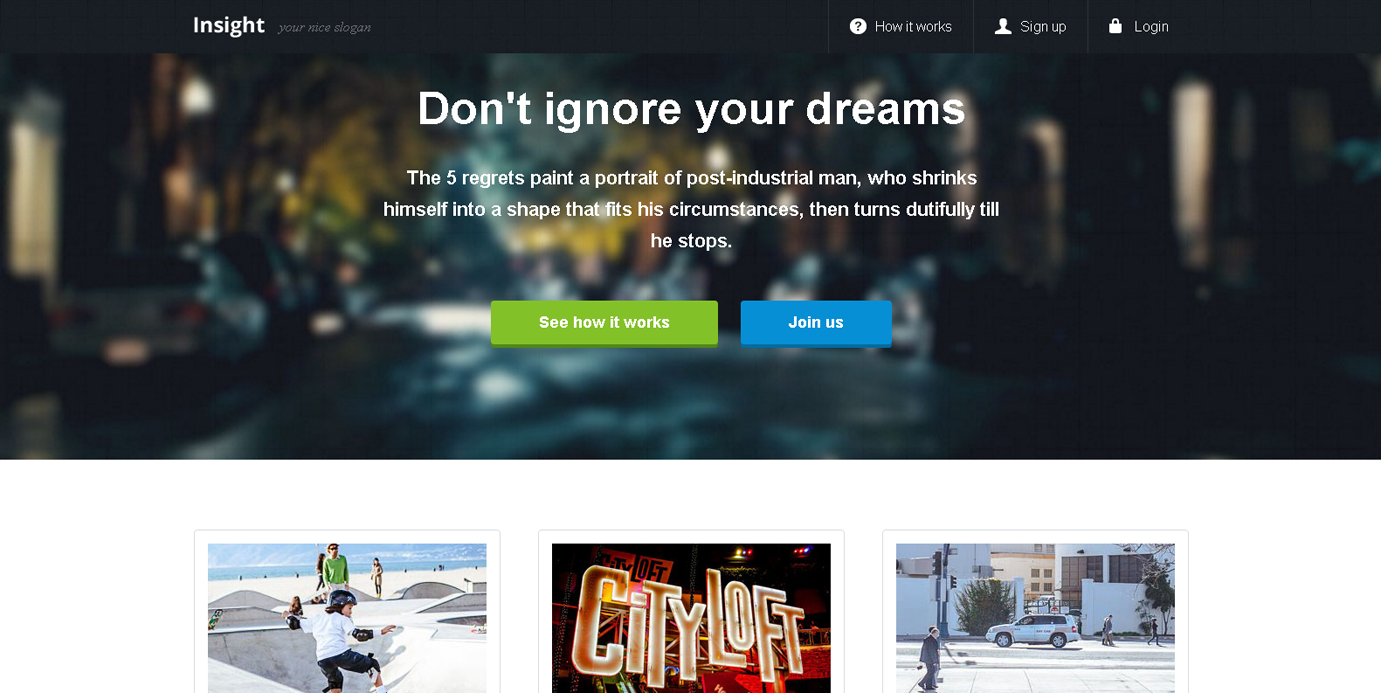 Insight your nice slogan
How it works
Sign up
Login
Don't ignore your dreams
The 5 regrets paint a portrait of post-industrial man, who shrinks
himself into a shape that fits his circumstances, then turns dutifully till
he stops.
See how it works
Join us
CITYLOFT
CITYLOFT